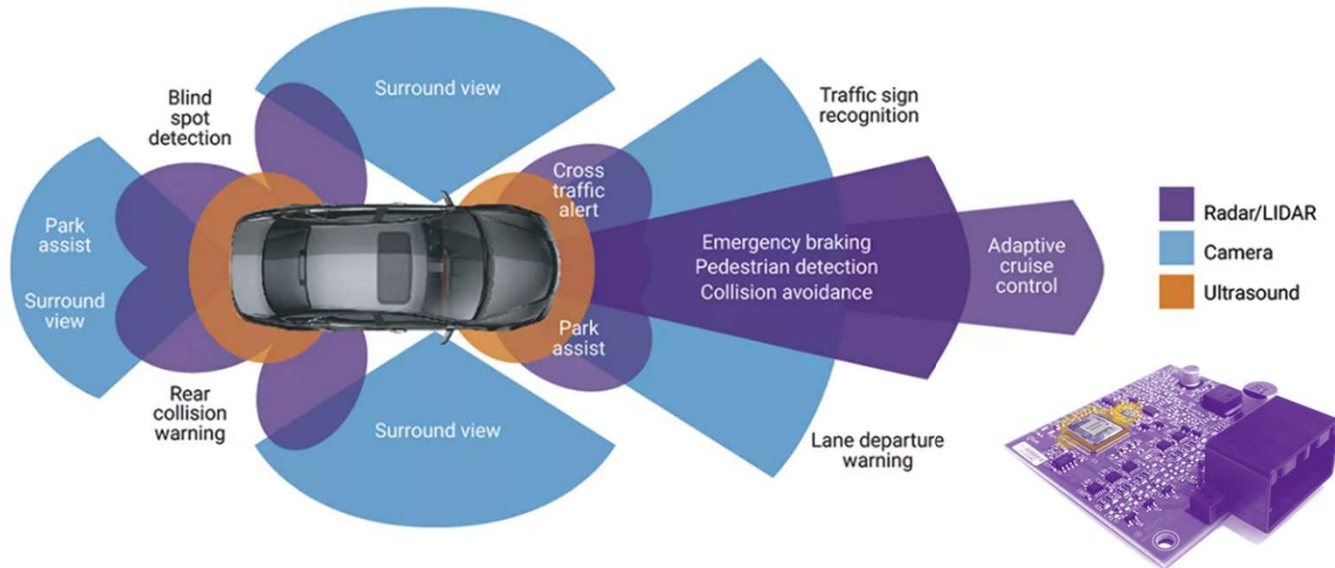 Surround view
Blind
spot
detection
Traffic sign
recognition
Cross
traffic
alert
Park
assist
Surround
view
Emergency braking
Pedestrian detection
Collision avoidance
Adaptive
cruise
control
Radar/LIDAR
Camera
Ultrasound
Park
assist
Rear
collision
warning
Surround view
Lane departure
warning